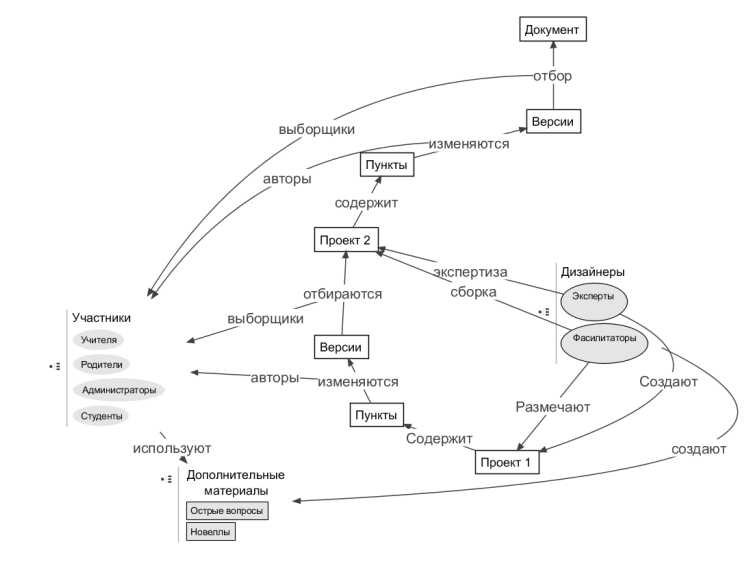 Документ
отбор
Версии
выборщики
изменяются
Пункты
авторы
содержит
Проект 2
экспертиза
Дизайнеры
сборка
Эксперты
отбираются
Участники
выборщики
Фасилитаторы
Учителя
Версии
Родители
авторы
изменяются
Создают
Администраторы
Размечают
Студенты
Пункты
Содержит
используют
создают
Проект 1
Дополнительные
материалы
Острые вопросы
Новеллы